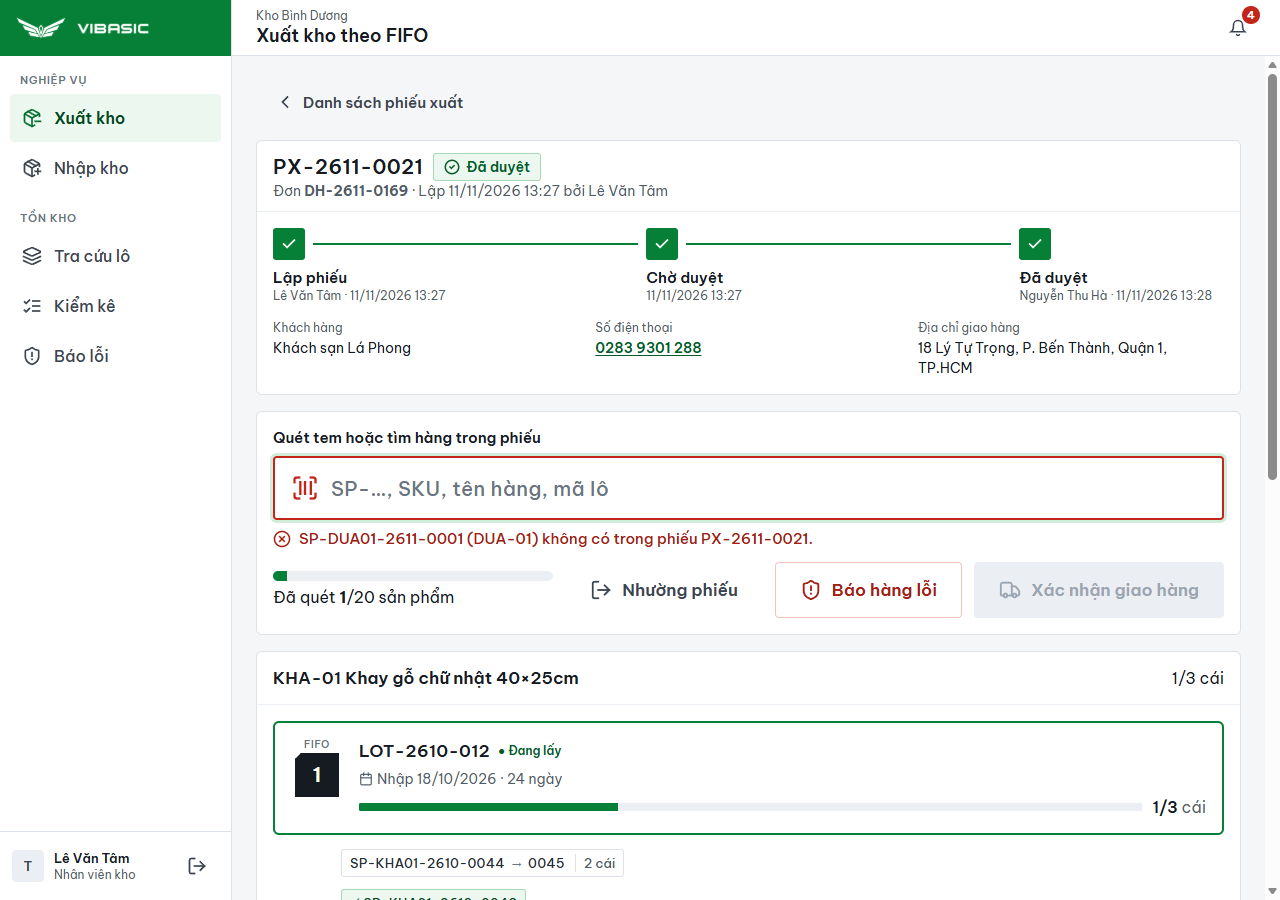 VIBASIC
Kho Bình Dương
Xuất kho theo FIFO
4
NGHIỆP VỤ
Xuất kho
Nhập kho
TỒN KHO
Tra cứu lô
Kiểm kê
Báo lỗi
T
Lê Văn Tâm
Nhân viên kho
Danh sách phiếu xuất
PX-2611-0021
Đã duyệt
Đơn DH-2611-0169 · Lập 11/11/2026 13:27 bởi Lê Văn Tâm
Lập phiếu
Lê Văn Tâm · 11/11/2026 13:27
Chờ duyệt
11/11/2026 13:27
Đã duyệt
Nguyễn Thu Hà · 11/11/2026 13:28
Khách hàng
Khách sạn Lá Phong
Số điện thoại
0283 9301 288
Địa chỉ giao hàng
18 Lý Tự Trọng, P. Bến Thành, Quận 1,
TP.HCM
Quét tem hoặc tìm hàng trong phiếu
SP-…, SKU, tên hàng, mã lô
SP-DUA01-2611-0001 (DUA-01) không có trong phiếu PX-2611-0021.
Đã quét 1/20 sản phẩm
Nhường phiếu
Báo hàng lỗi
Xác nhận giao hàng
KHA-01 Khay gỗ chữ nhật 40×25cm
1/3 cái
FIFO
1
LOT-2610-012
• Đang lấy
Nhập 18/10/2026 · 24 ngày
1/3 cái
SP-KHA01-2610-0044 → 0045
2 cái